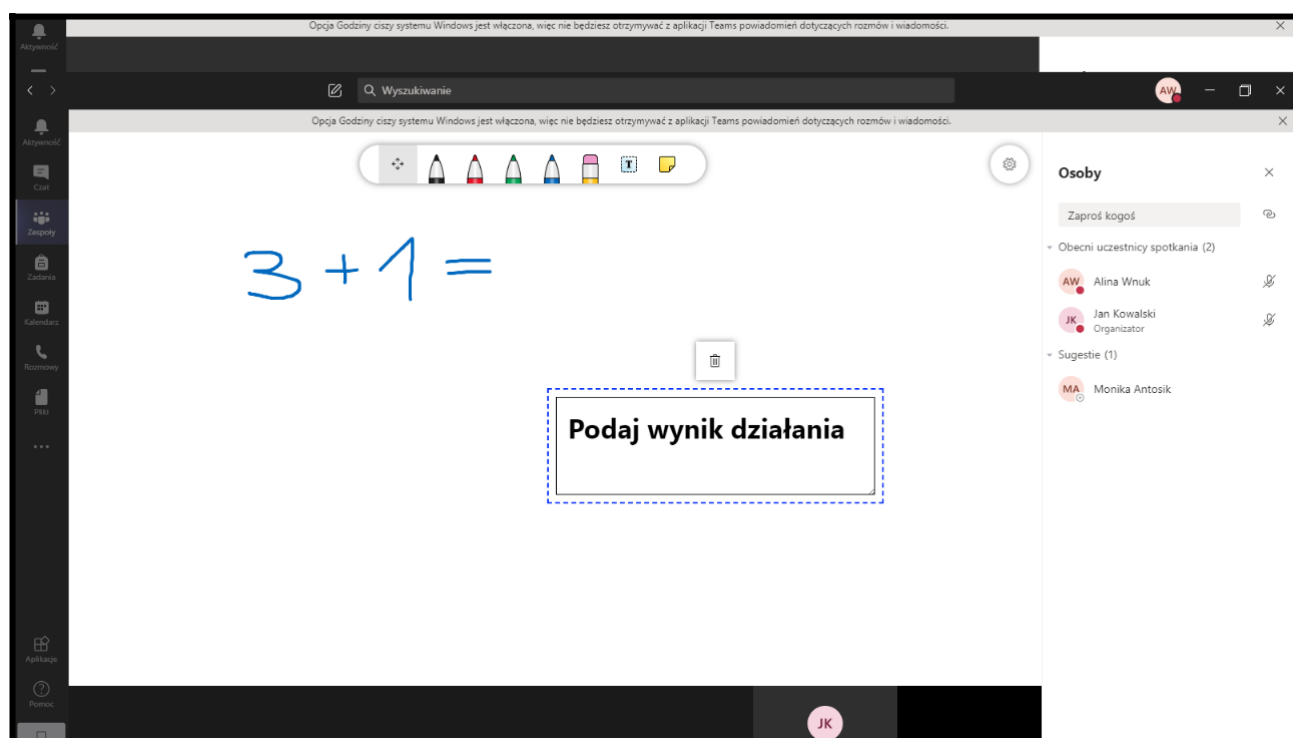 Opcja Godziny ciszy systemu Windows jest włączona, więc nie będziesz otrzymywać z aplikacji Teams powiadomień dotyczących rozmów i wiadomości.
Aktywność
Wyszukiwanie
AW
Opcja Godziny ciszy systemu Windows jest włączona, więc nie będziesz otrzymywać z aplikacji Teams powiadomień dotyczących rozmów i wiadomości.
Aktywność
Czat
Zespoły
Zadania
Kalendarz
Rozmowy
Pliki
Aplikacje
Pomoc
T
3 + 1 =
Podaj wynik działania
JK
Osoby
Zaproś kogoś
Obecni uczestnicy spotkania (2)
AW Alina Wnuk
JK Jan Kowalski
Organizator
Sugestie (1)
MA Monika Antosik